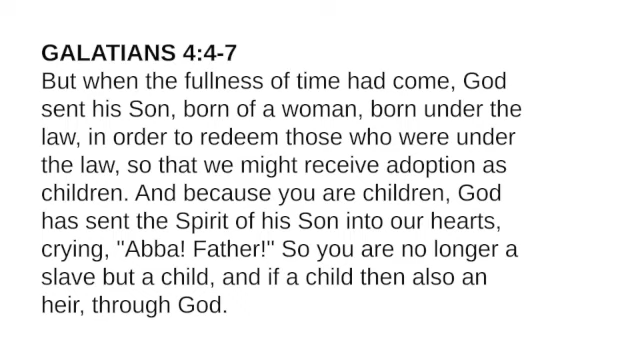 GALATIANS 4:4-7
But when the fullness of time had come, God
sent his Son, born of a woman, born under the
law, in order to redeem those who were under
the law, so that we might receive adoption as
children. And because you are children, God
has sent the Spirit of his Son into our hearts,
crying, "Abba! Father!" So you are no longer a
slave but a child, and if a child then also an
heir, through God.